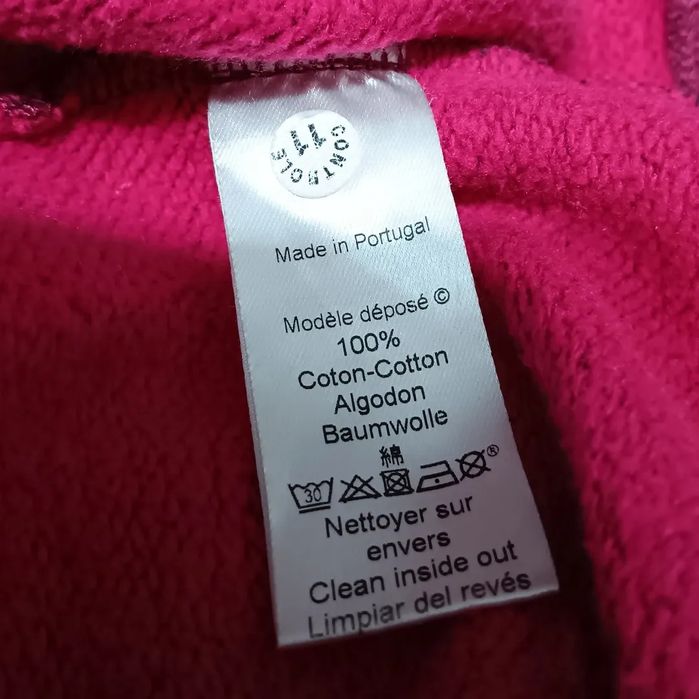 CONTROLE
11
Made in Portugal
Modèle déposé ©
100%
Coton-Cotton
Algodon
Baumwolle
綿
30
®
Nettoyer sur
envers
Clean inside out
Limpiar del revés